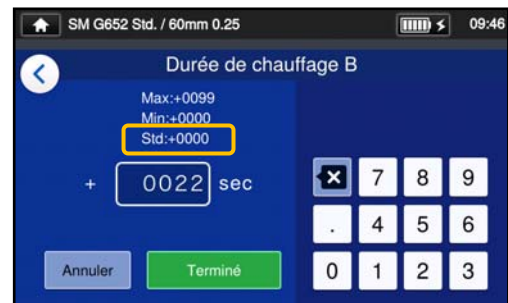 SM G652 Std. / 60mm 0.25 09:46
Durée de chauffage B
Max:+0099
Min:+0000
Std:+0000
+ 0022 sec
7 8 9
. 4 5 6
0 1 2 3
Annuler Terminé